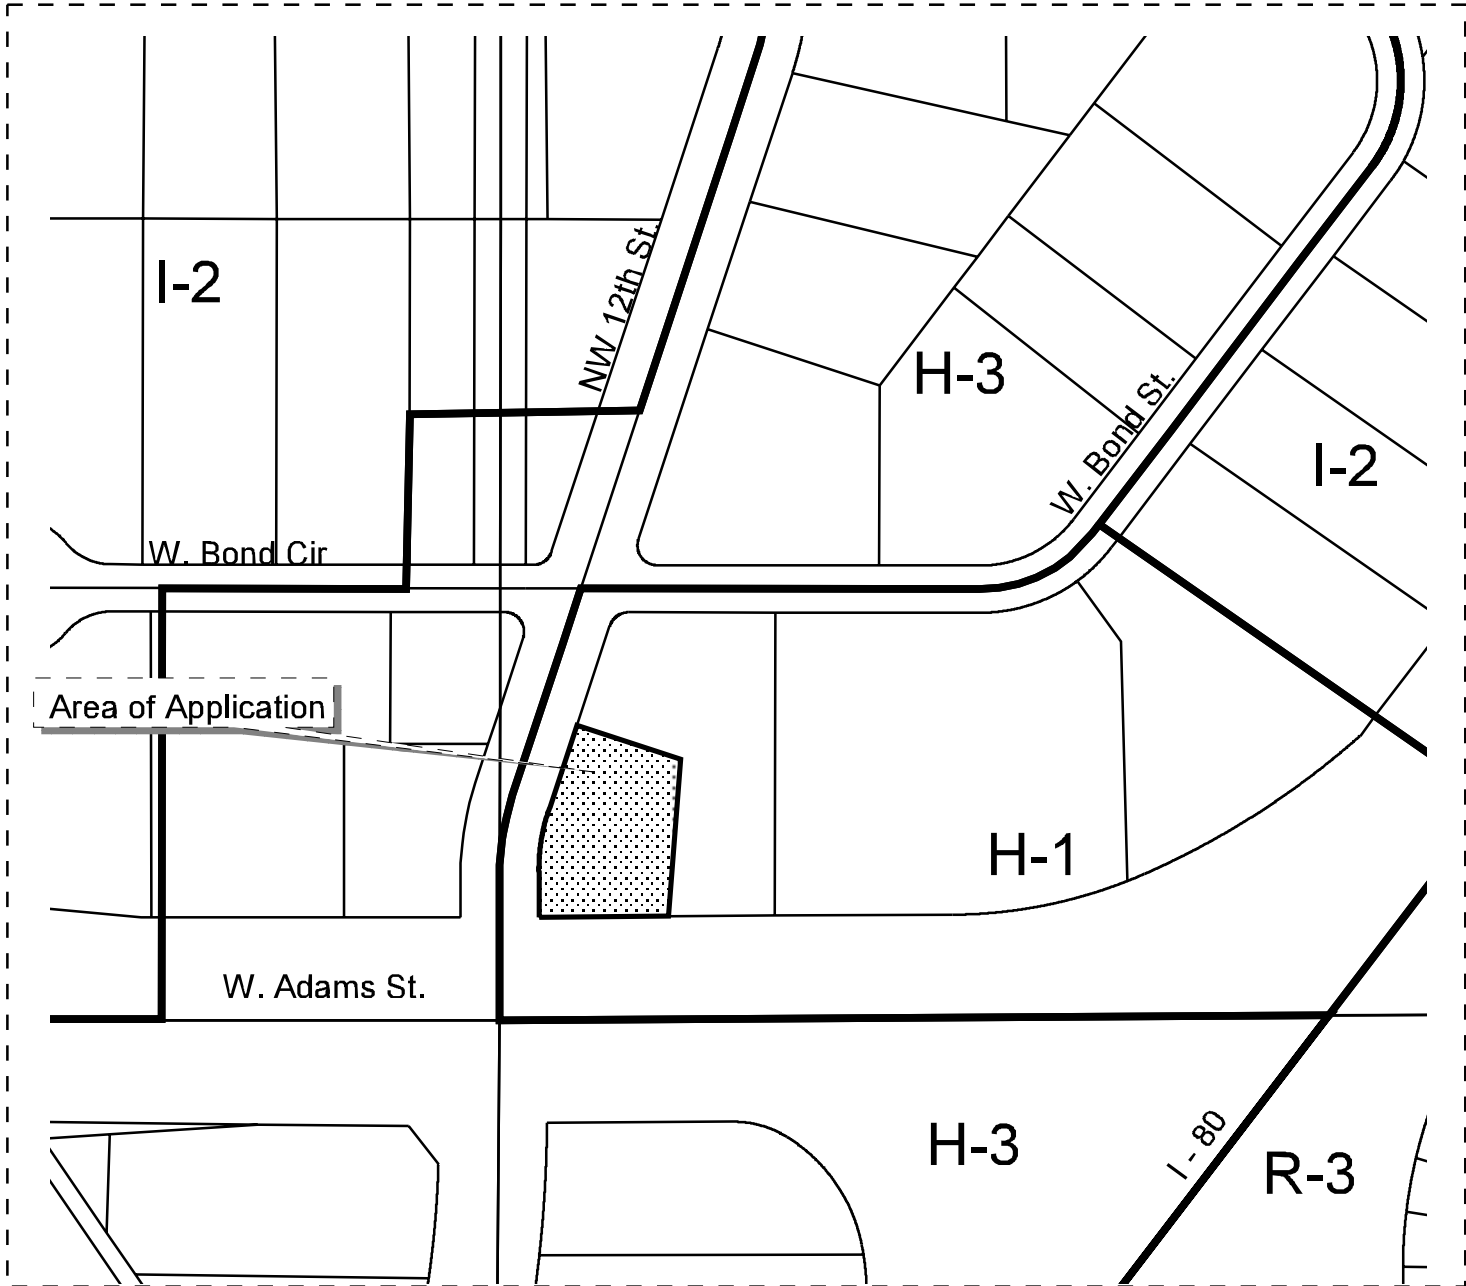 I-2
NW 12th St.
H-3
W. Bond St.
I-2
W. Bond Cir
Area of Application
H-1
W. Adams St.
H-3
I - 80
R-3